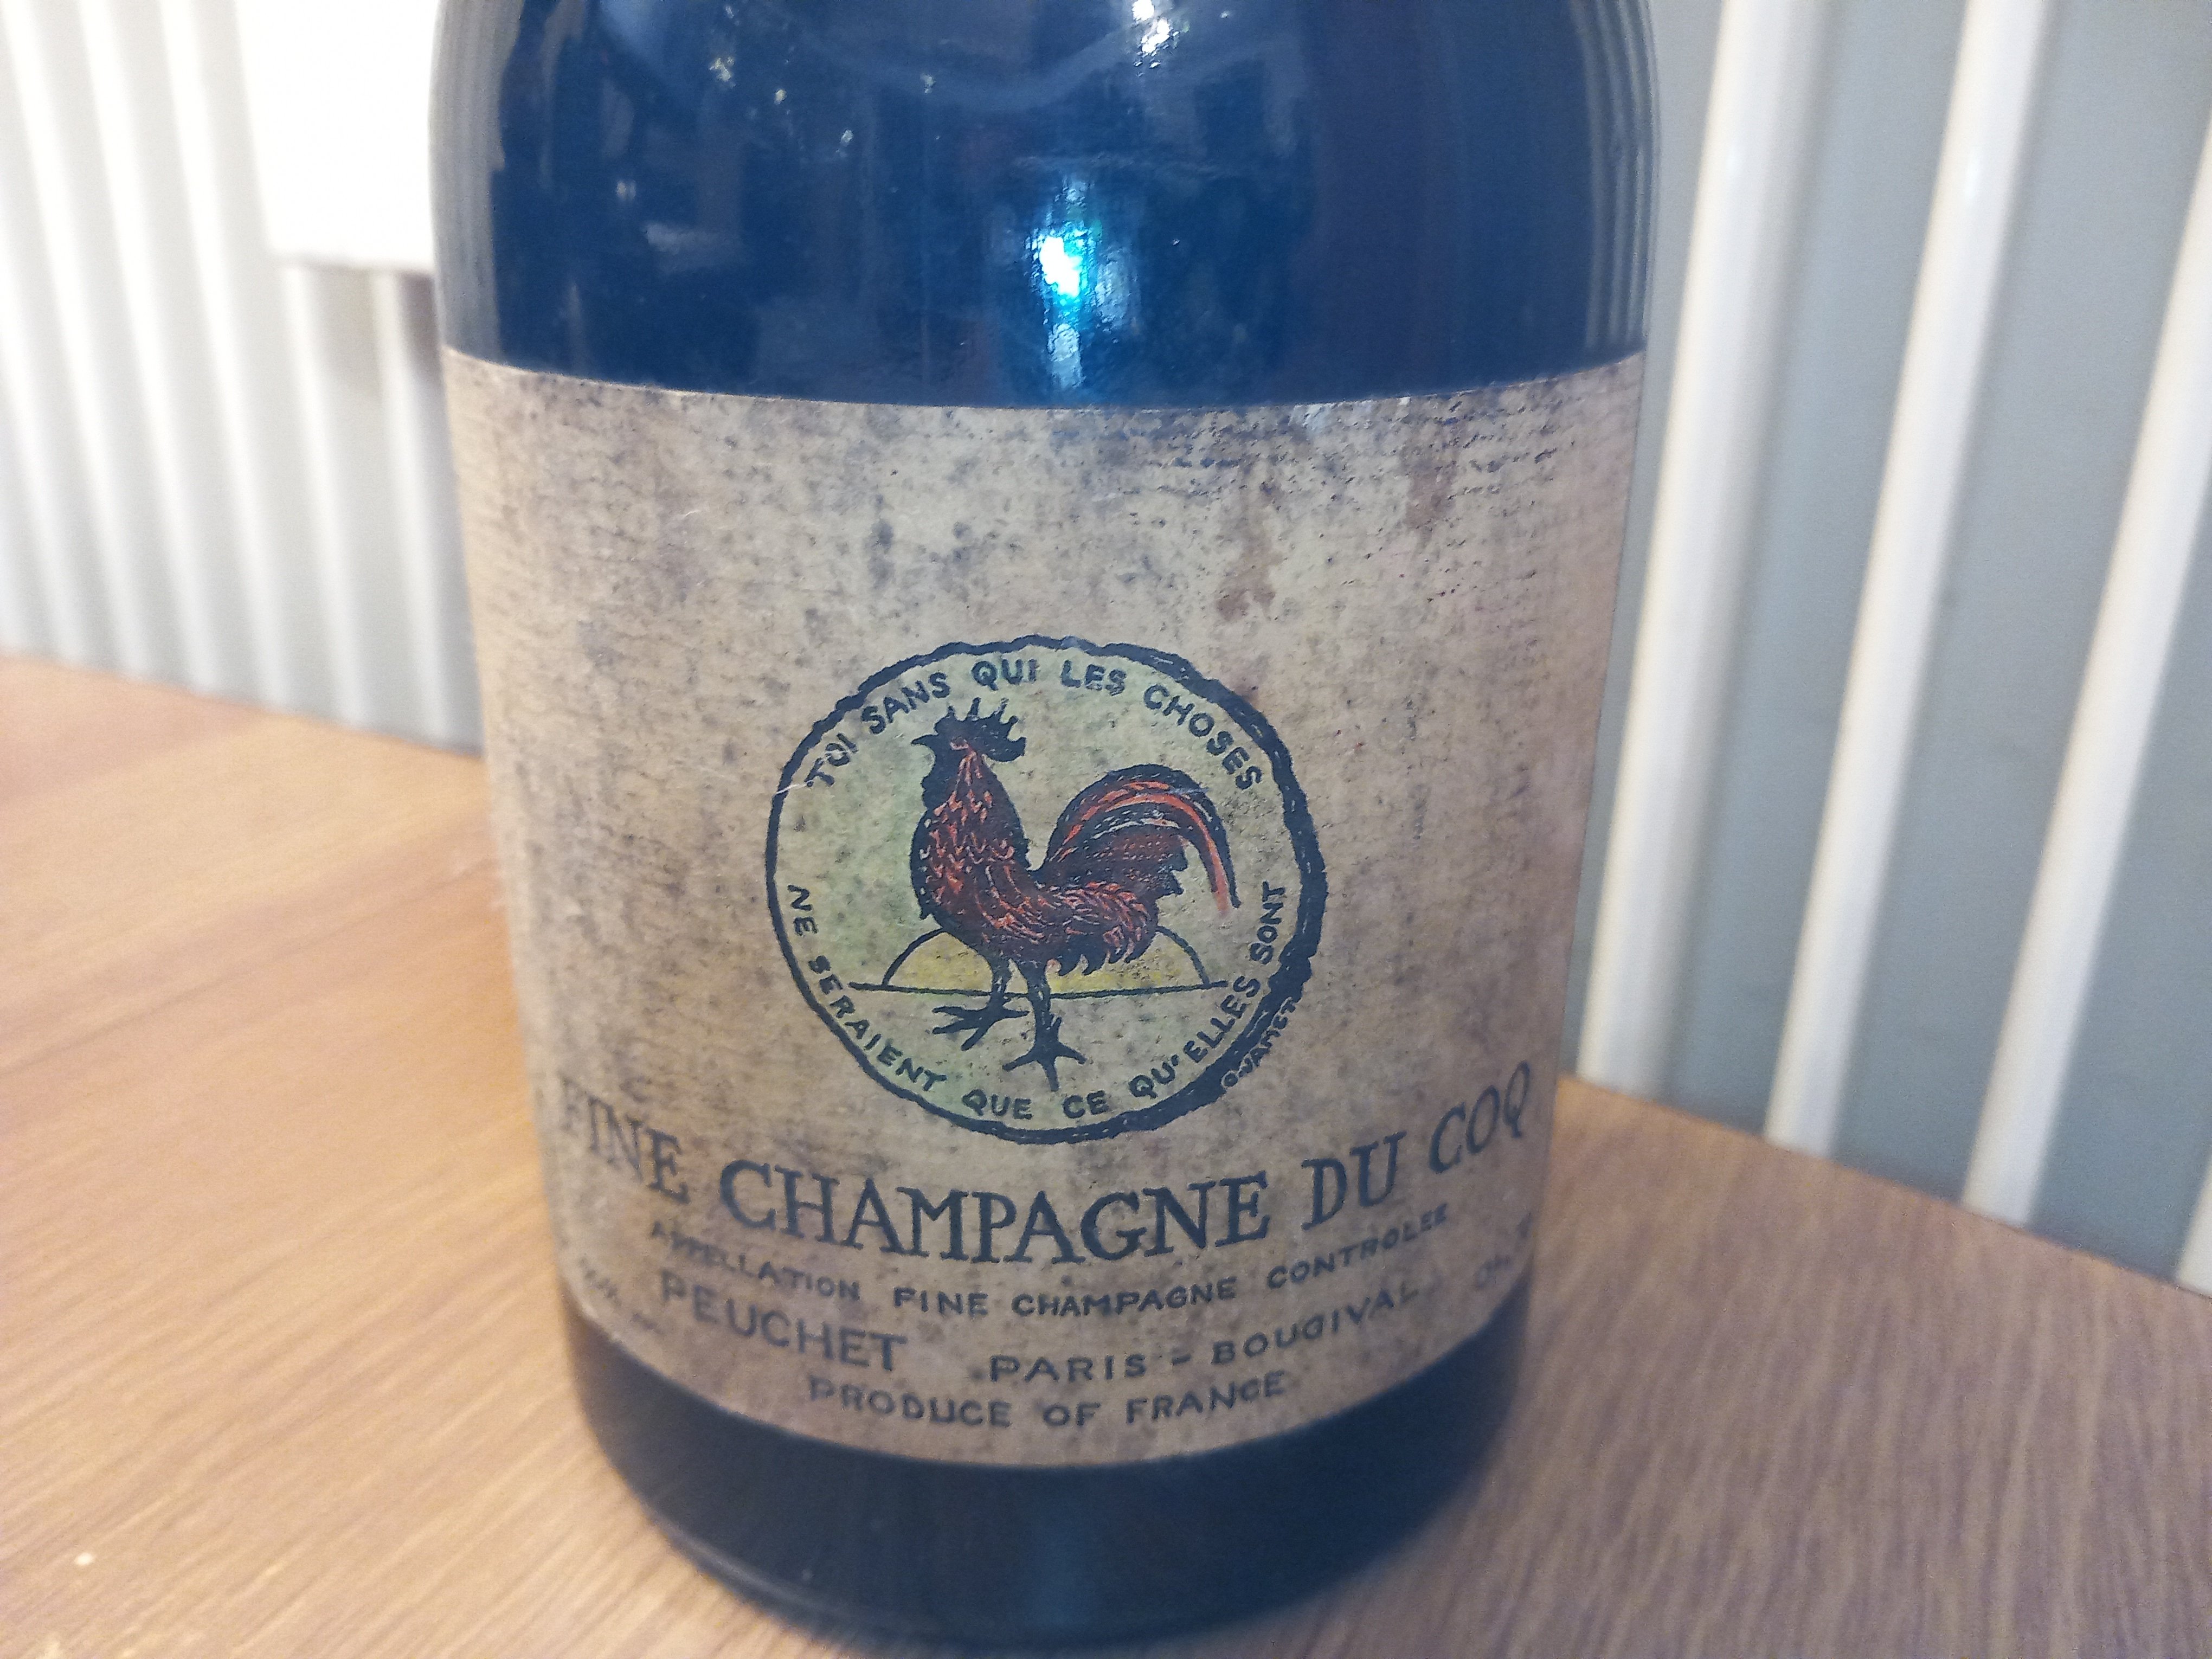 TOI SANS QUI LES CHOSES
NE SERAIENT QUE CE QU'ELLES SONT
O.JAMET
FINE CHAMPAGNE DU COQ
APPELLATION FINE CHAMPAGNE CONTROLEE
PEUCHET PARIS - BOUGIVAL
PRODUCE OF FRANCE